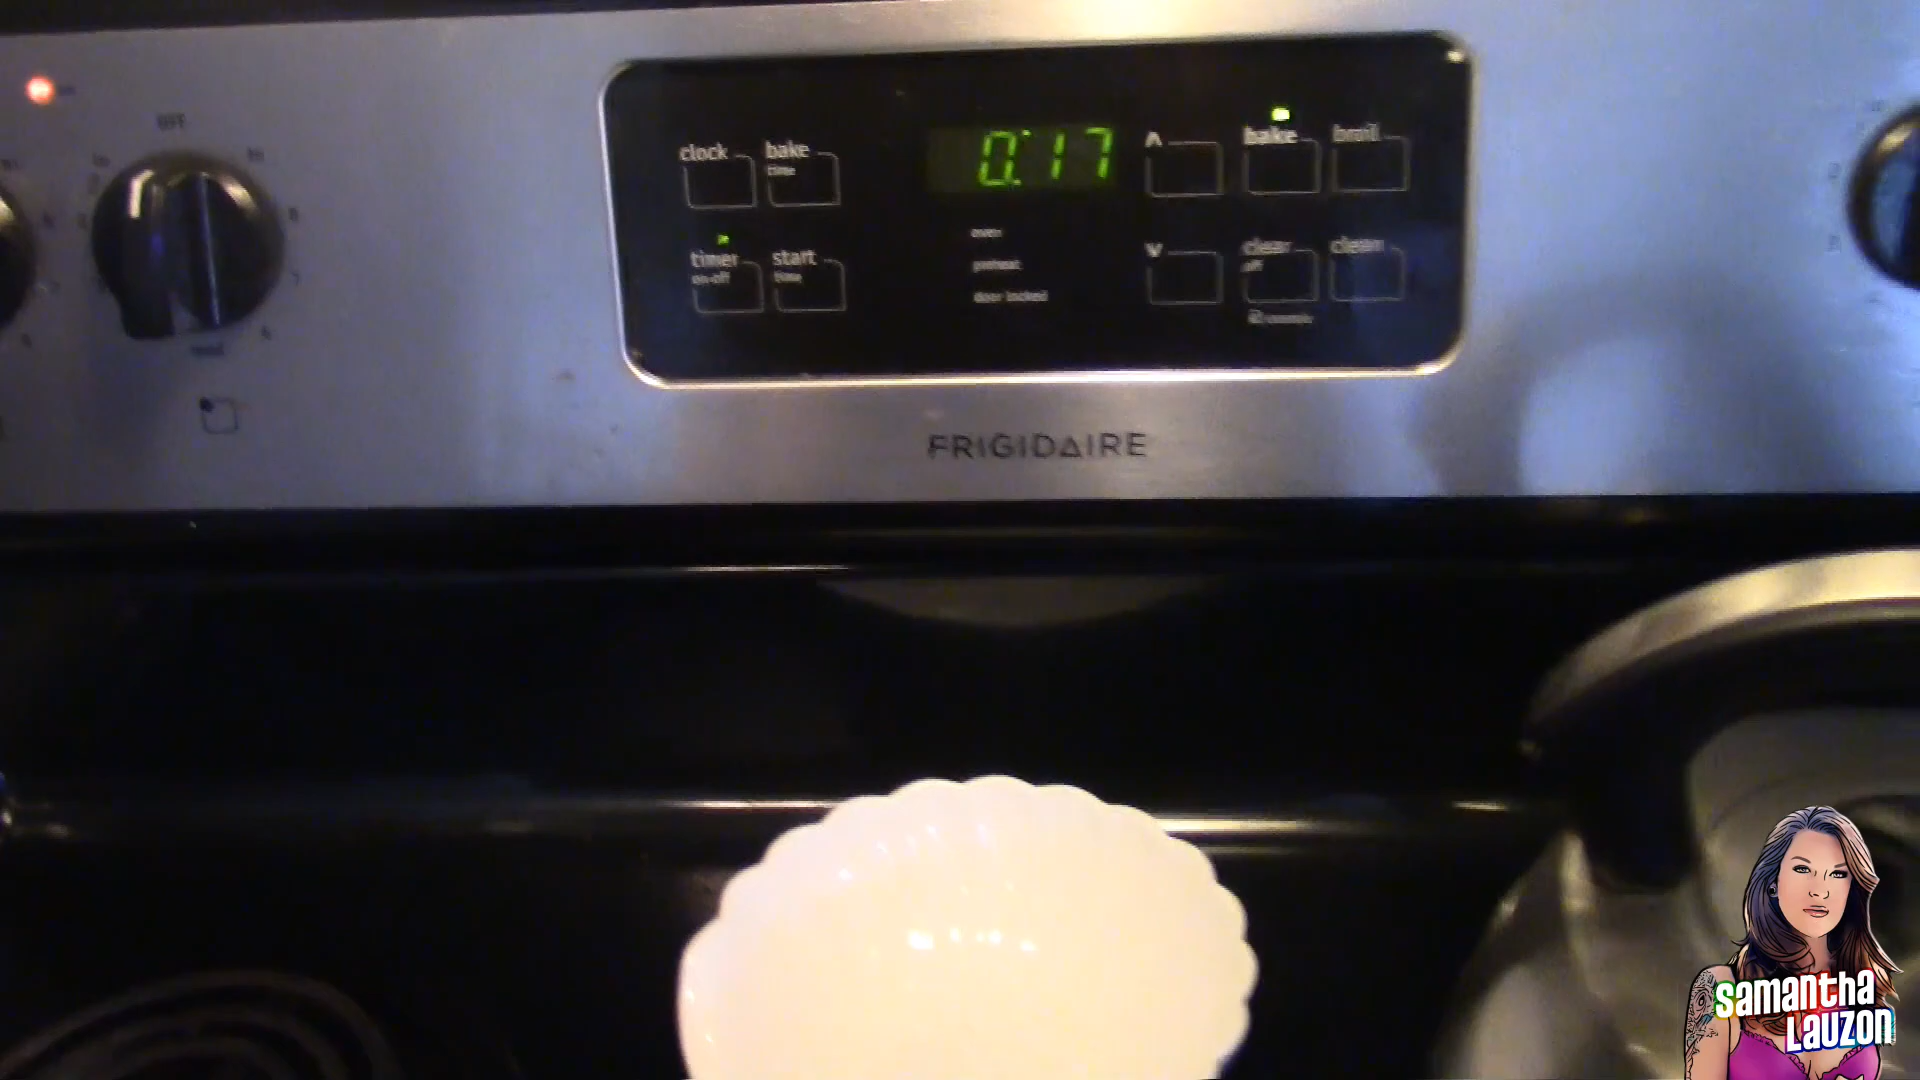 OFF
clock
bake
time
0:17
bake
broil
timer
on-off
start
time
oven
preheat
door locked
clear
off
clean
FRIGIDAIRE
Samantha
Lauzon